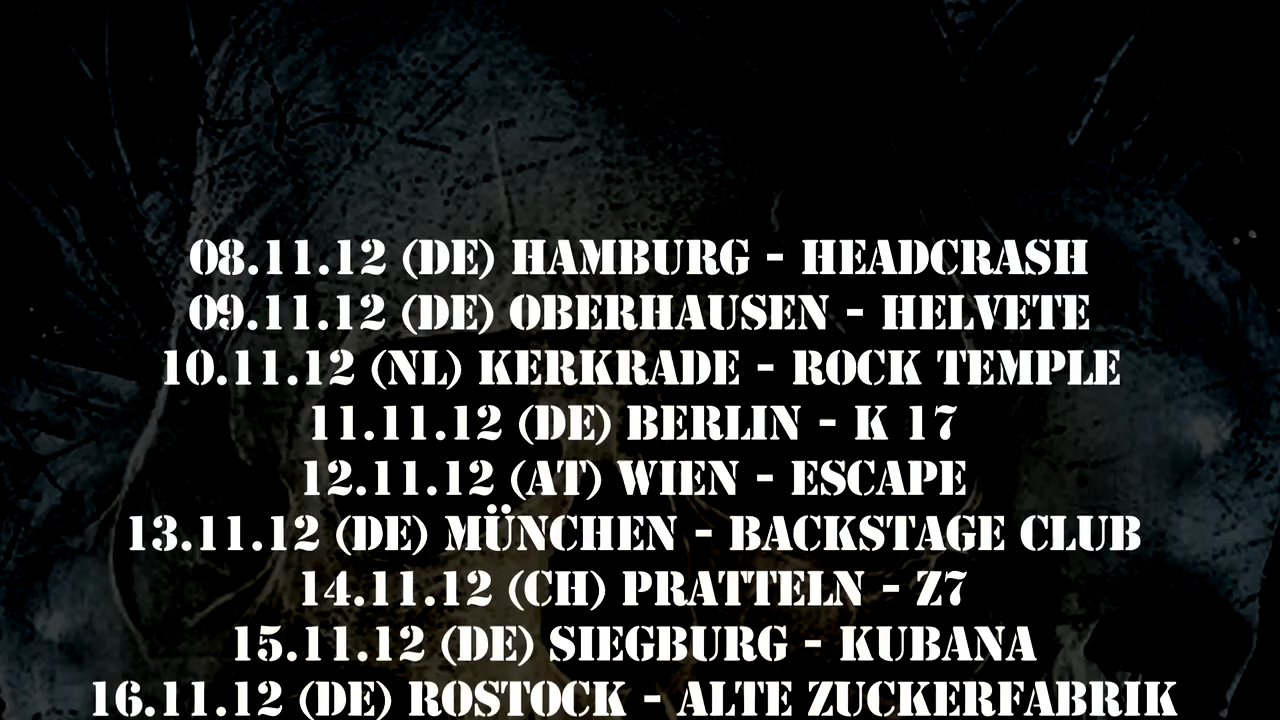 08.11.12 (DE) HAMBURG - HEADCRASH
09.11.12 (DE) OBERHAUSEN - HELVETE
10.11.12 (NL) KERKRADE - ROCK TEMPLE
11.11.12 (DE) BERLIN - K 17
12.11.12 (AT) WIEN - ESCAPE
13.11.12 (DE) MÜNCHEN - BACKSTAGE CLUB
14.11.12 (CH) PRATTELN - Z7
15.11.12 (DE) SIEGBURG - KUBANA
16.11.12 (DE) ROSTOCK - ALTE ZUCKERFABRIK